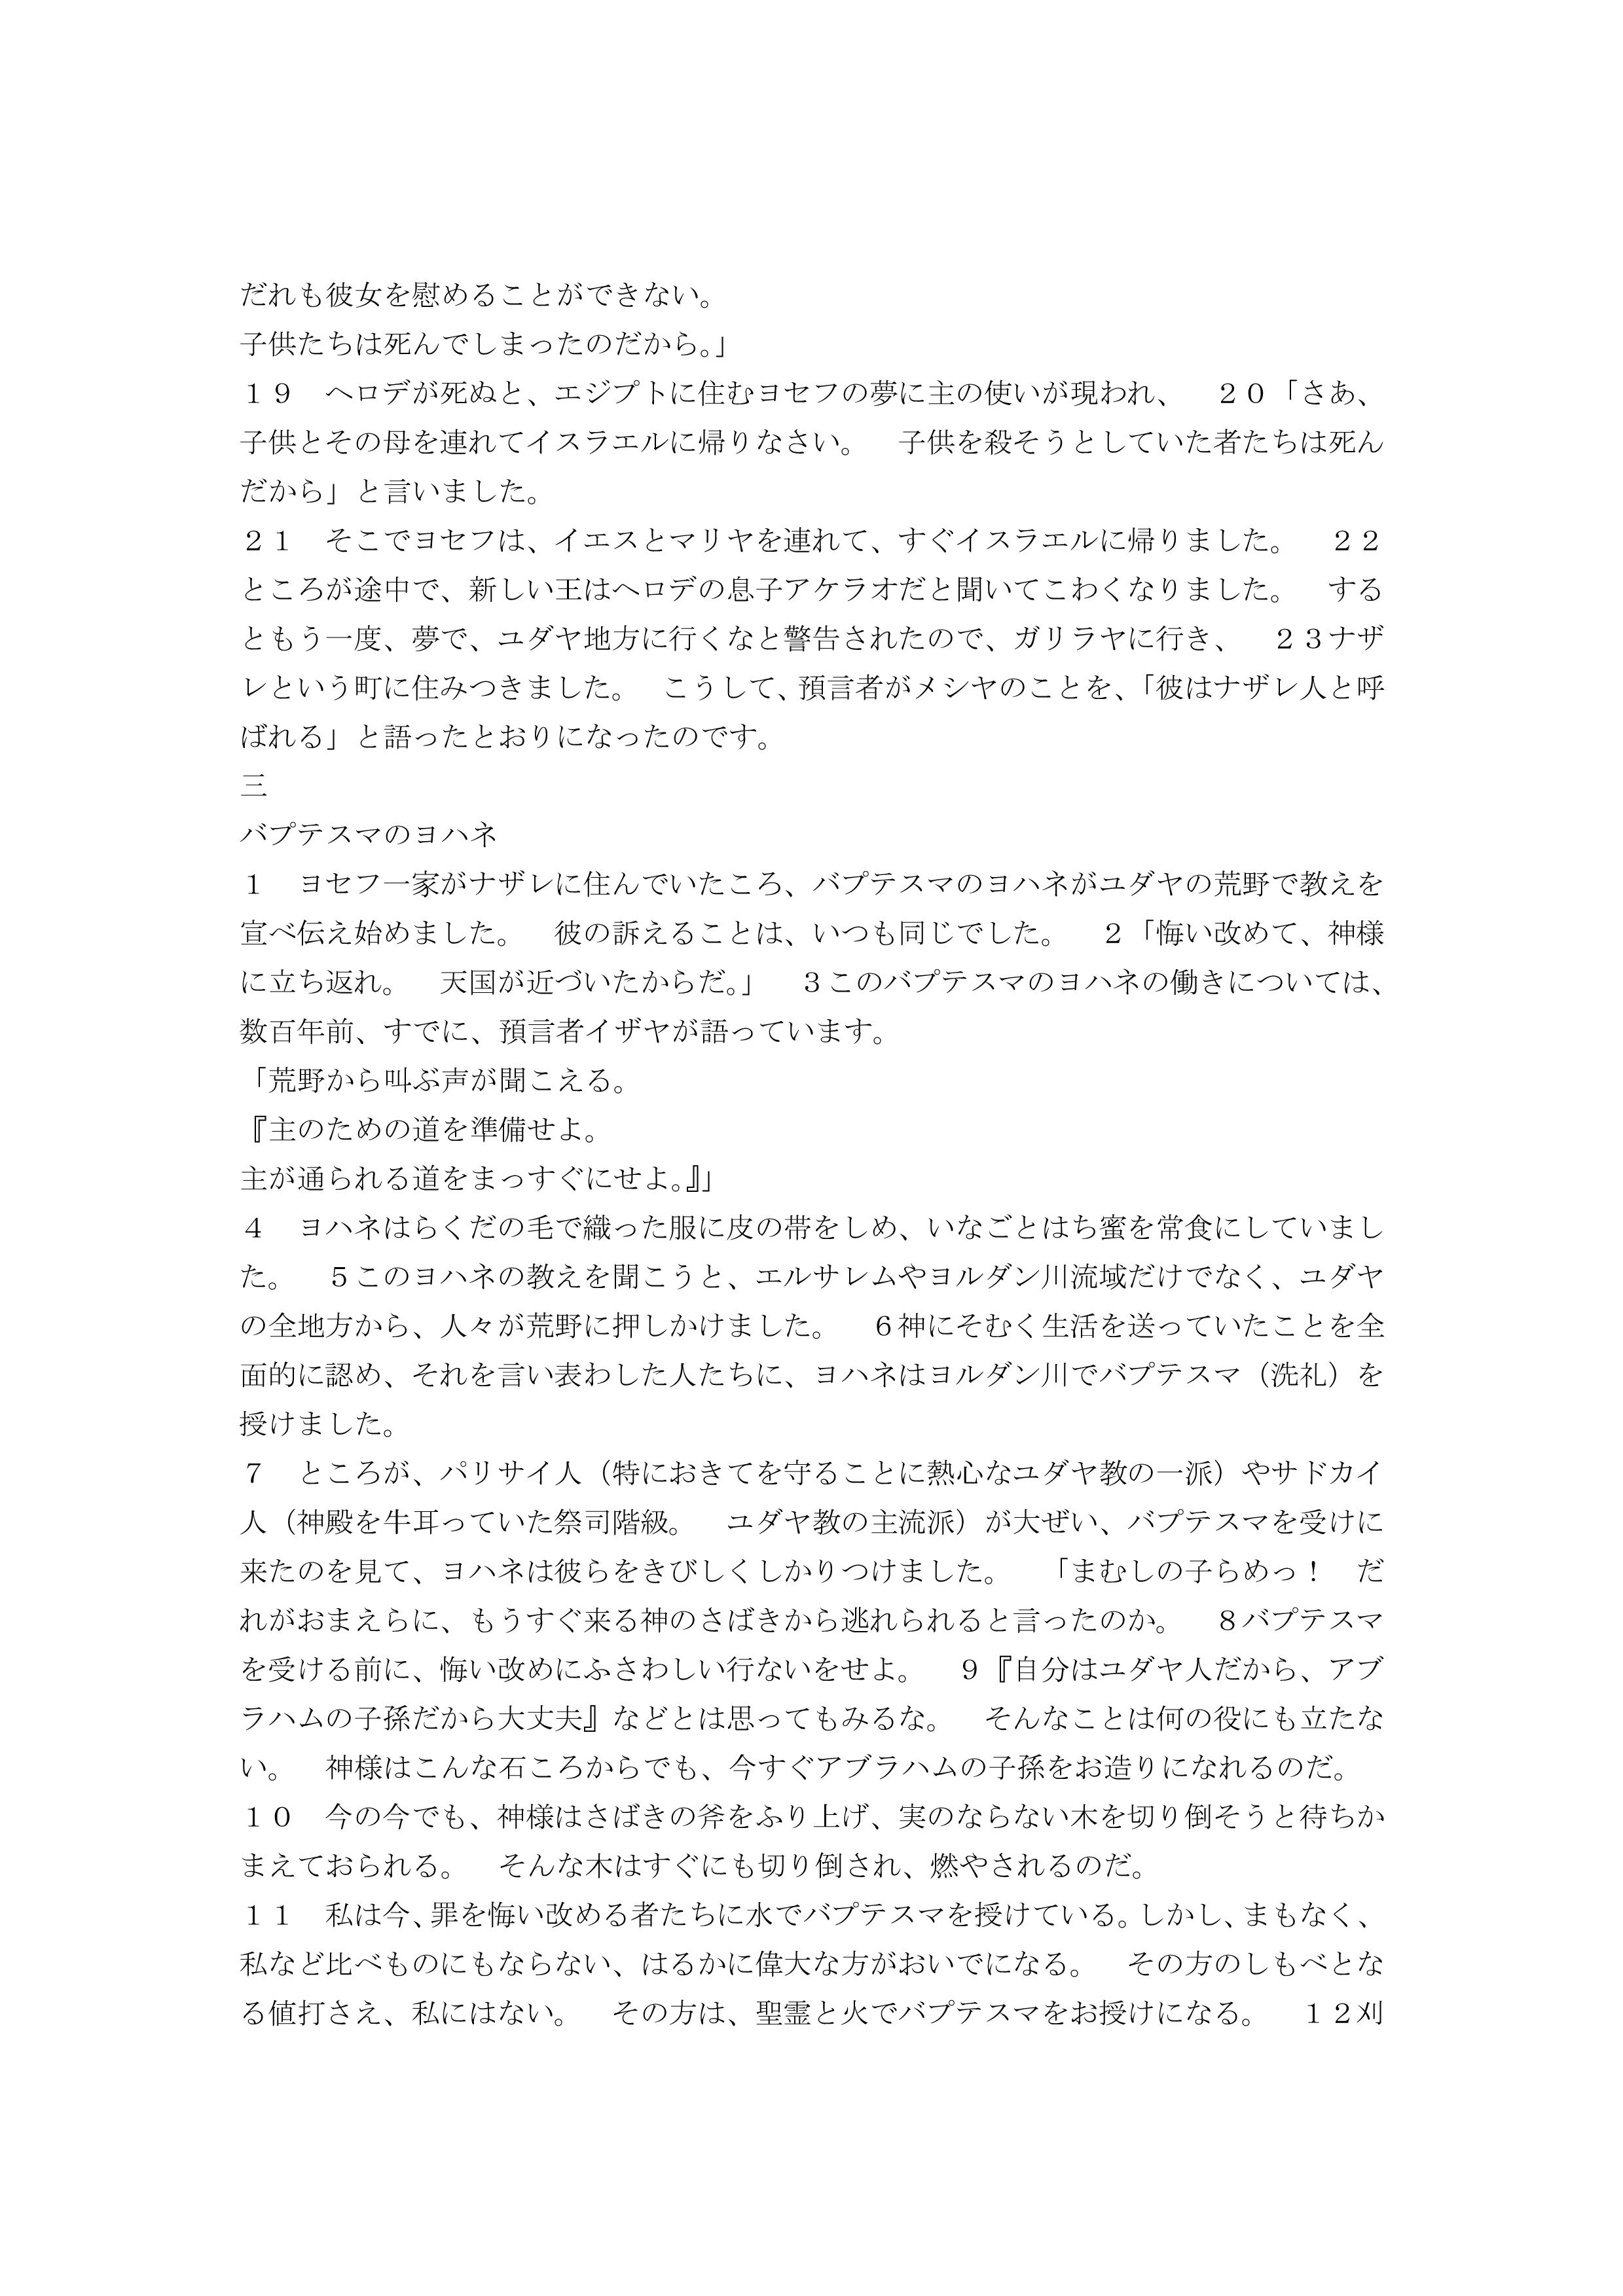 だれも彼女を慰めることができない。
子供たちは死んでしまったのだから。」
１９　ヘロデが死ぬと、エジプトに住むヨセフの夢に主の使いが現われ、　２０「さあ、
子供とその母を連れてイスラエルに帰りなさい。　子供を殺そうとしていた者たちは死ん
だから」と言いました。
２１　そこでヨセフは、イエスとマリヤを連れて、すぐイスラエルに帰りました。　２２
ところが途中で、新しい王はヘロデの息子アケラオだと聞いてこわくなりました。　する
ともう一度、夢で、ユダヤ地方に行くなと警告されたので、ガリラヤに行き、　２３ナザ
レという町に住みつきました。　こうして、預言者がメシヤのことを、「彼はナザレ人と呼
ばれる」と語ったとおりになったのです。
三
バプテスマのヨハネ
１　ヨセフ一家がナザレに住んでいたころ、バプテスマのヨハネがユダヤの荒野で教えを
宣べ伝え始めました。　彼の訴えることは、いつも同じでした。　２「悔い改めて、神様
に立ち返れ。　天国が近づいたからだ。」　３このバプテスマのヨハネの働きについては、
数百年前、すでに、預言者イザヤが語っています。
「荒野から叫ぶ声が聞こえる。
『主のための道を準備せよ。
主が通られる道をまっすぐにせよ。』」
４　ヨハネはらくだの毛で織った服に皮の帯をしめ、いなごとはち蜜を常食にしていまし
た。　５このヨハネの教えを聞こうと、エルサレムやヨルダン川流域だけでなく、ユダヤ
の全地方から、人々が荒野に押しかけました。　６神にそむく生活を送っていたことを全
面的に認め、それを言い表わした人たちに、ヨハネはヨルダン川でバプテスマ（洗礼）を
授けました。
７　ところが、パリサイ人（特におきてを守ることに熱心なユダヤ教の一派）やサドカイ
人（神殿を牛耳っていた祭司階級。　ユダヤ教の主流派）が大ぜい、バプテスマを受けに
来たのを見て、ヨハネは彼らをきびしくしかりつけました。　「まむしの子らめっ！　だ
れがおまえらに、もうすぐ来る神のさばきから逃れられると言ったのか。　８バプテスマ
を受ける前に、悔い改めにふさわしい行ないをせよ。　９『自分はユダヤ人だから、アブ
ラハムの子孫だから大丈夫』などとは思ってもみるな。　そんなことは何の役にも立たな
い。　神様はこんな石ころからでも、今すぐアブラハムの子孫をお造りになれるのだ。
１０　今の今でも、神様はさばきの斧をふり上げ、実のならない木を切り倒そうと待ちか
まえておられる。　そんな木はすぐにも切り倒され、燃やされるのだ。
１１　私は今、罪を悔い改める者たちに水でバプテスマを授けている。しかし、まもなく、
私など比べものにもならない、はるかに偉大な方がおいでになる。　その方のしもべとな
る値打さえ、私にはない。　その方は、聖霊と火でバプテスマをお授けになる。　１２刈